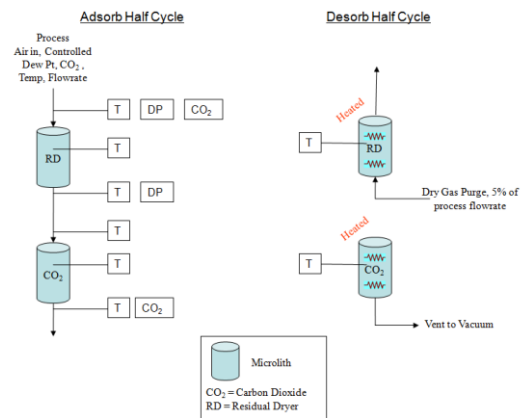 Adsorb Half Cycle
Process
Air in, Controlled
Dew Pt, CO₂ ,
Temp, Flowrate
T DP CO₂
RD
T
T DP
T
CO₂
T
T CO₂
Desorb Half Cycle
Heated
T
RD
Dry Gas Purge, 5% of
process flowrate
Heated
T
CO₂
Vent to Vacuum
Microlith
CO₂ = Carbon Dioxide
RD = Residual Dryer